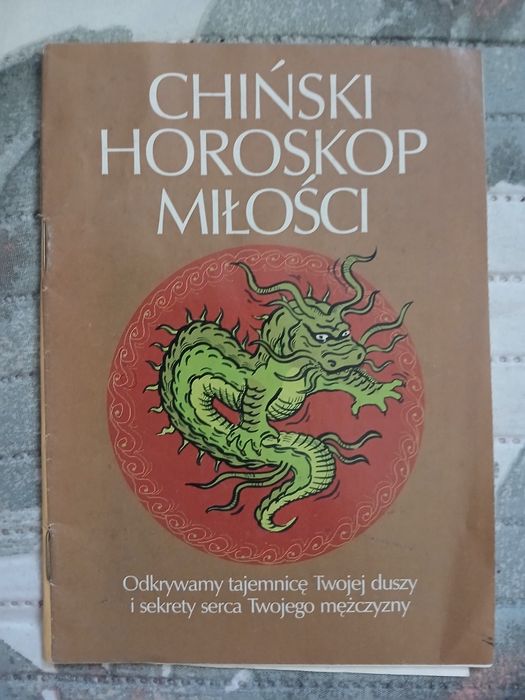 CHIŃSKI
HOROSKOP
MIŁOŚCI
Odkrywamy tajemnicę Twojej duszy
i sekrety serca Twojego mężczyzny